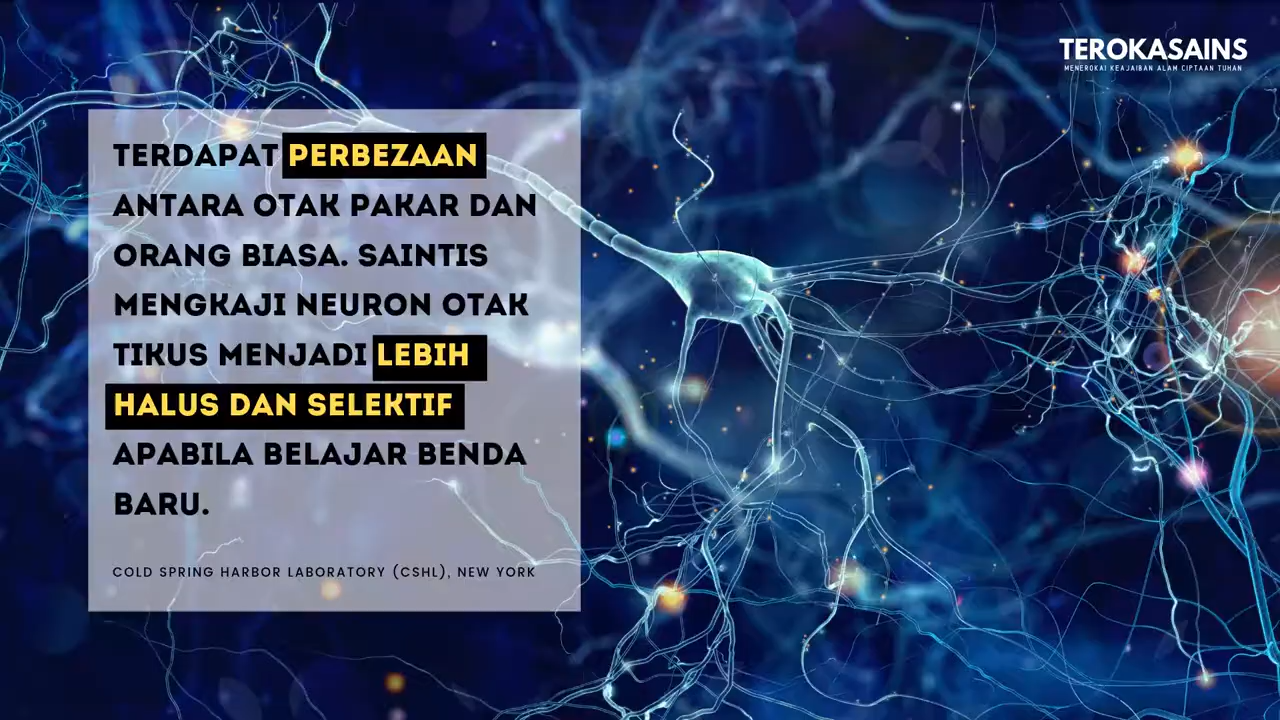 TEROKASAINS
MENEROKAI KEAJAIBAN ALAM CIPTAAN TUHAN
TERDAPAT PERBEZAAN
ANTARA OTAK PAKAR DAN
ORANG BIASA. SAINTIS
MENGKAJI NEURON OTAK
TIKUS MENJADI LEBIH
HALUS DAN SELEKTIF
APABILA BELAJAR BENDA
BARU.
COLD SPRING HARBOR LABORATORY (CSHL), NEW YORK